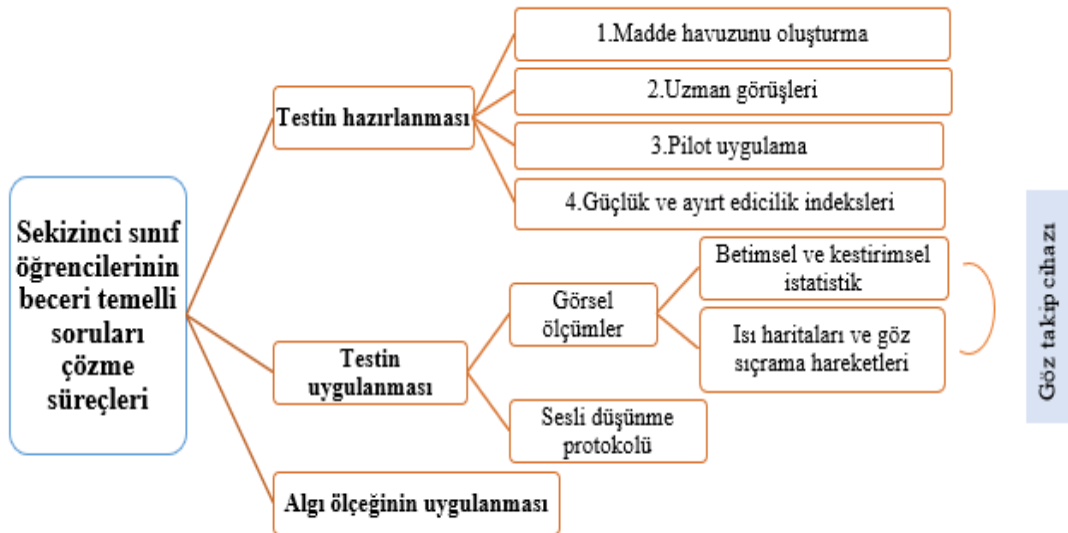 Sekizinci sınıf
öğrencilerinin
beceri temelli
soruları
çözme
süreçleri
Testin hazırlanması
1.Madde havuzunu oluşturma
2.Uzman görüşleri
3.Pilot uygulama
4.Güçlük ve ayırt edicilik indeksleri
Testin
uygulanması
Görsel
ölçümler
Betimsel ve kestirimsel
istatistik
Isı haritaları ve göz
sıçrama hareketleri
Sesli düşünme
protokolü
Algı ölçeğinin uygulanması
Göz takip cihazı